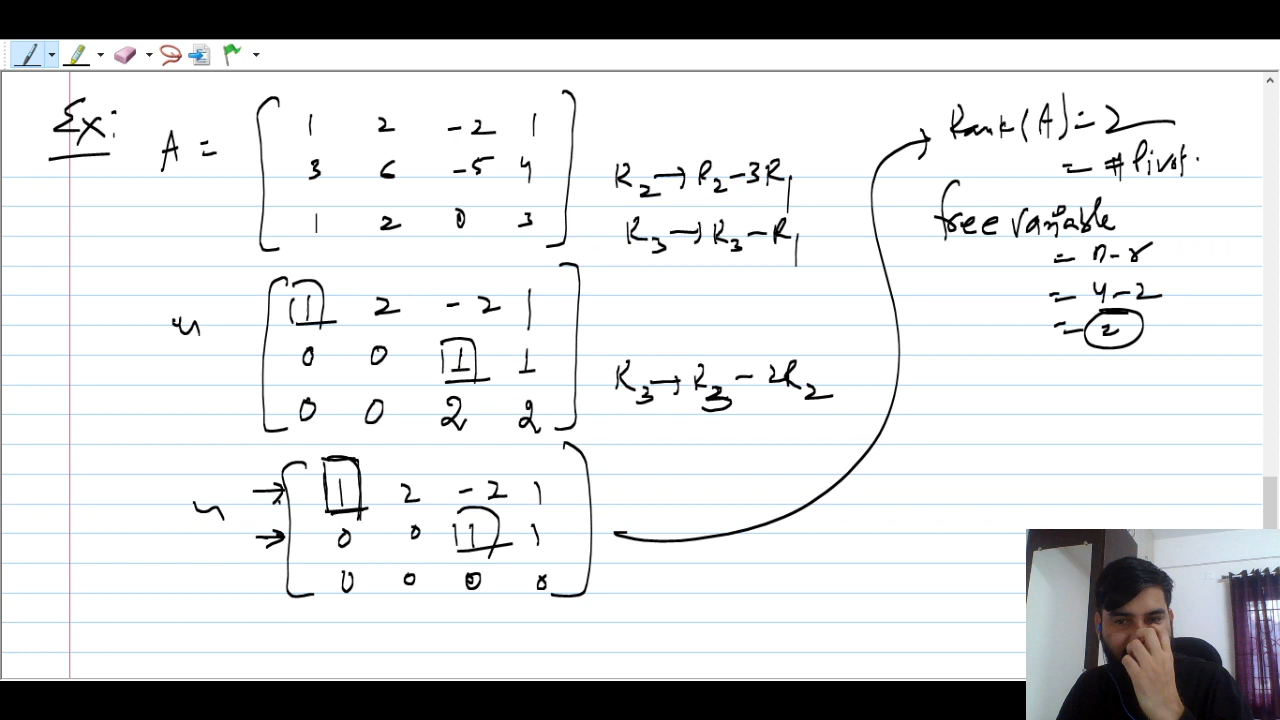 Ex:
A = [ 1 2 -2 1
3 6 -5 4
1 2 0 3 ]
R2 → R2 - 3R1
R3 → R3 - R1
~ [ 1 2 -2 1
0 0 1 1
0 0 2 2 ]
R3 → R3 - 2R2
~ [ 1 2 -2 1
0 0 1 1
0 0 0 0 ]
Rank(A) = 2
= # Pivot.
free variable
= n - r
= 4 - 2
= 2